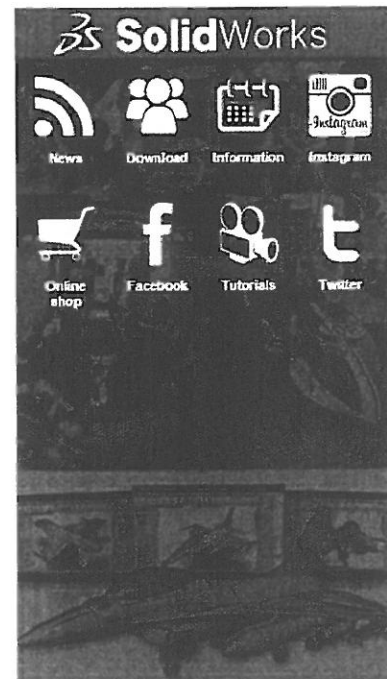 SolidWorks
News Download Information Instagram
Instagram
Online shop Facebook Tutorials Twitter